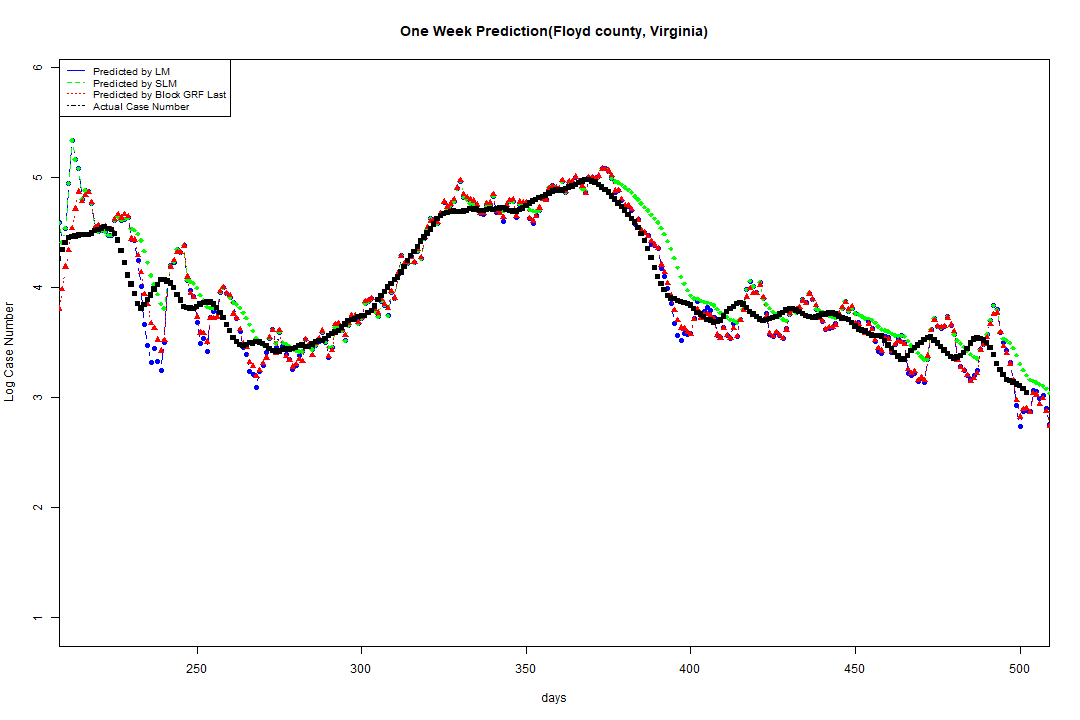 One Week Prediction(Floyd county, Virginia)
Predicted by LM
Predicted by SLM
Predicted by Block GRF Last
Actual Case Number
6
5
4
3
2
1
Log Case Number
250 300 350 400 450 500
days